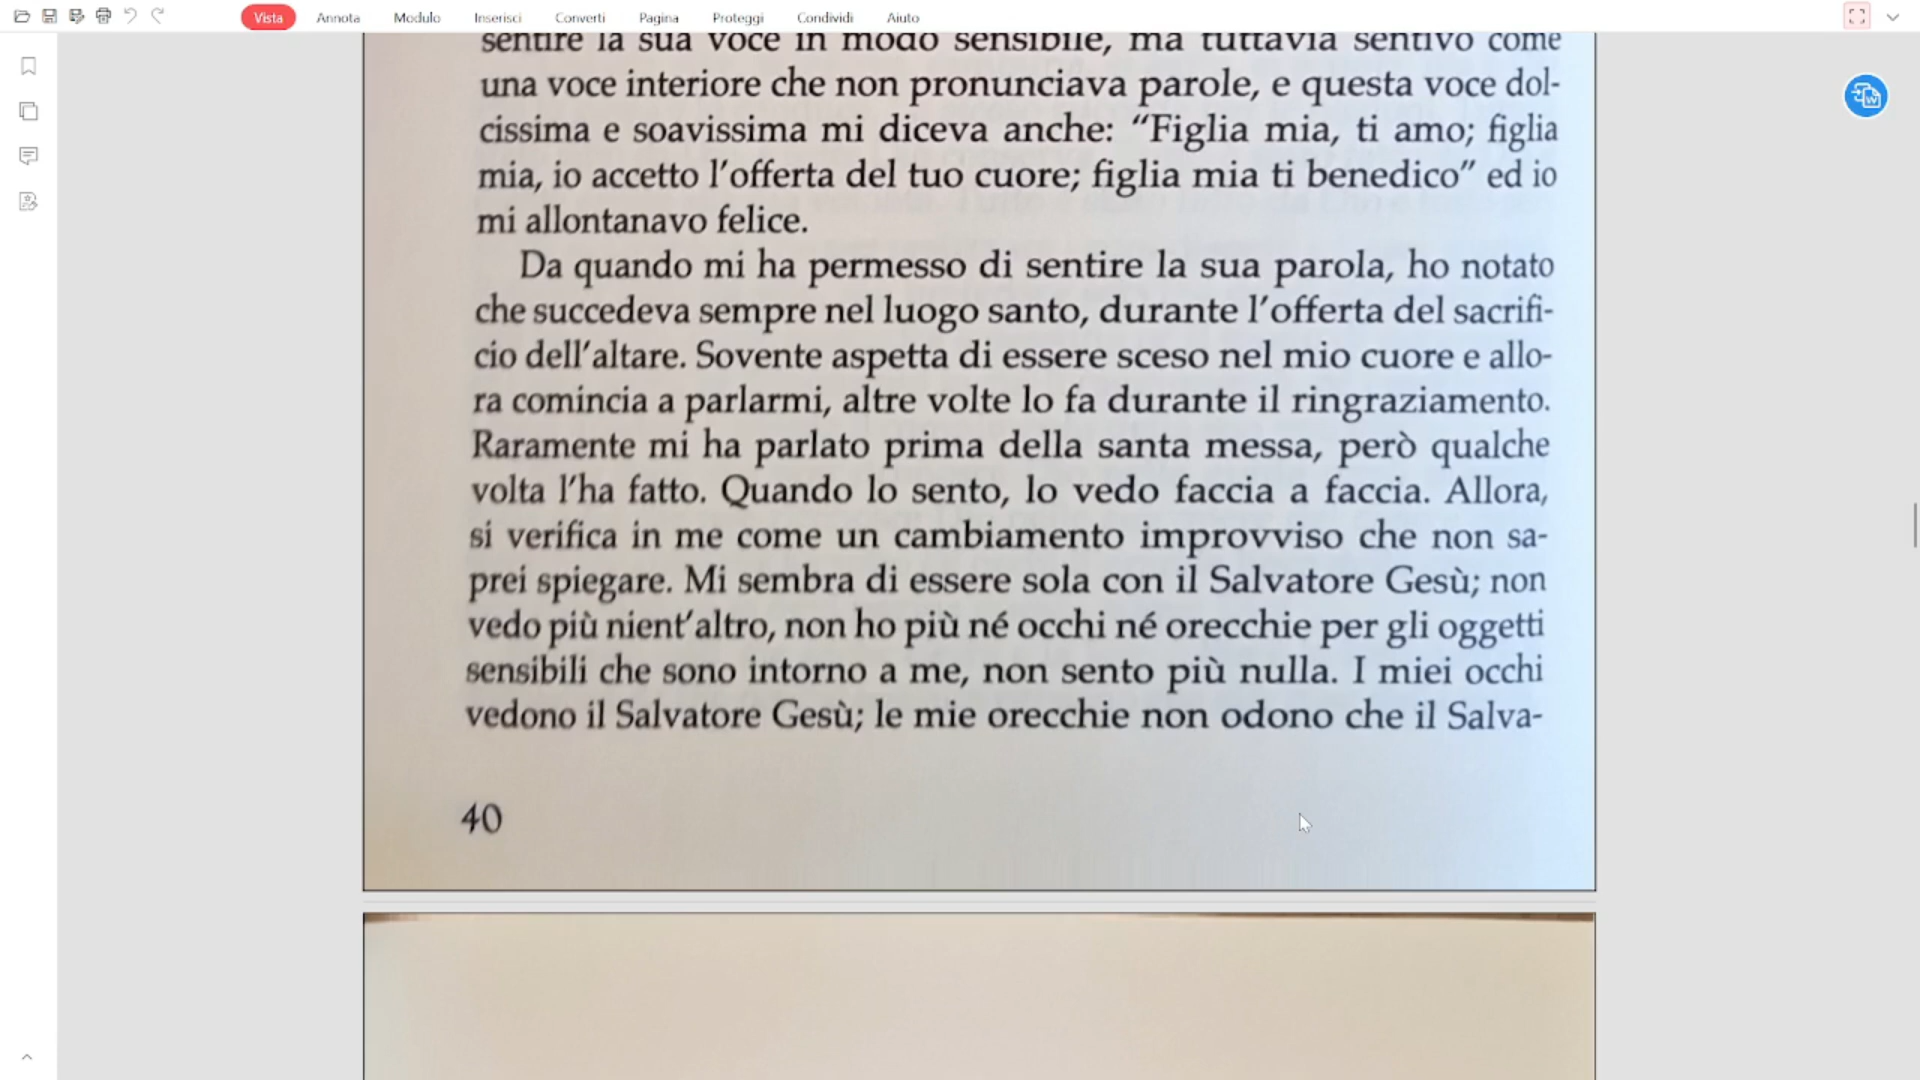 Vista Annota Modulo Inserisci Converti Pagina Proteggi Condividi Aiuto
sentire la sua voce in modo sensibile, ma tuttavia sentivo come
una voce interiore che non pronunciava parole, e questa voce dol-
cissima e soavissima mi diceva anche: “Figlia mia, ti amo; figlia
mia, io accetto l’offerta del tuo cuore; figlia mia ti benedico” ed io
mi allontanavo felice.
Da quando mi ha permesso di sentire la sua parola, ho notato
che succedeva sempre nel luogo santo, durante l’offerta del sacrifi-
cio dell’altare. Sovente aspetta di essere sceso nel mio cuore e allo-
ra comincia a parlarmi, altre volte lo fa durante il ringraziamento.
Raramente mi ha parlato prima della santa messa, però qualche
volta l’ha fatto. Quando lo sento, lo vedo faccia a faccia. Allora,
si verifica in me come un cambiamento improvviso che non sa-
prei spiegare. Mi sembra di essere sola con il Salvatore Gesù; non
vedo più nient’altro, non ho più né occhi né orecchie per gli oggetti
sensibili che sono intorno a me, non sento più nulla. I miei occhi
vedono il Salvatore Gesù; le mie orecchie non odono che il Salva-
40